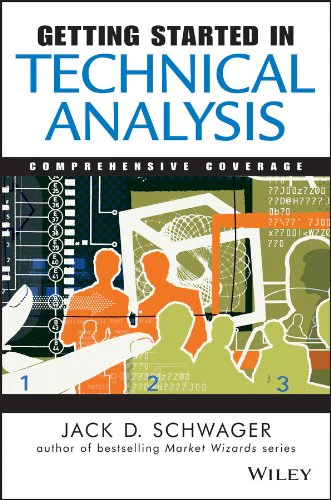 GETTING STARTED IN
TECHNICAL
ANALYSIS
COMPREHENSIVE COVERAGE
1 2 3
JACK D. SCHWAGER
author of bestselling Market Wizards series
WILEY